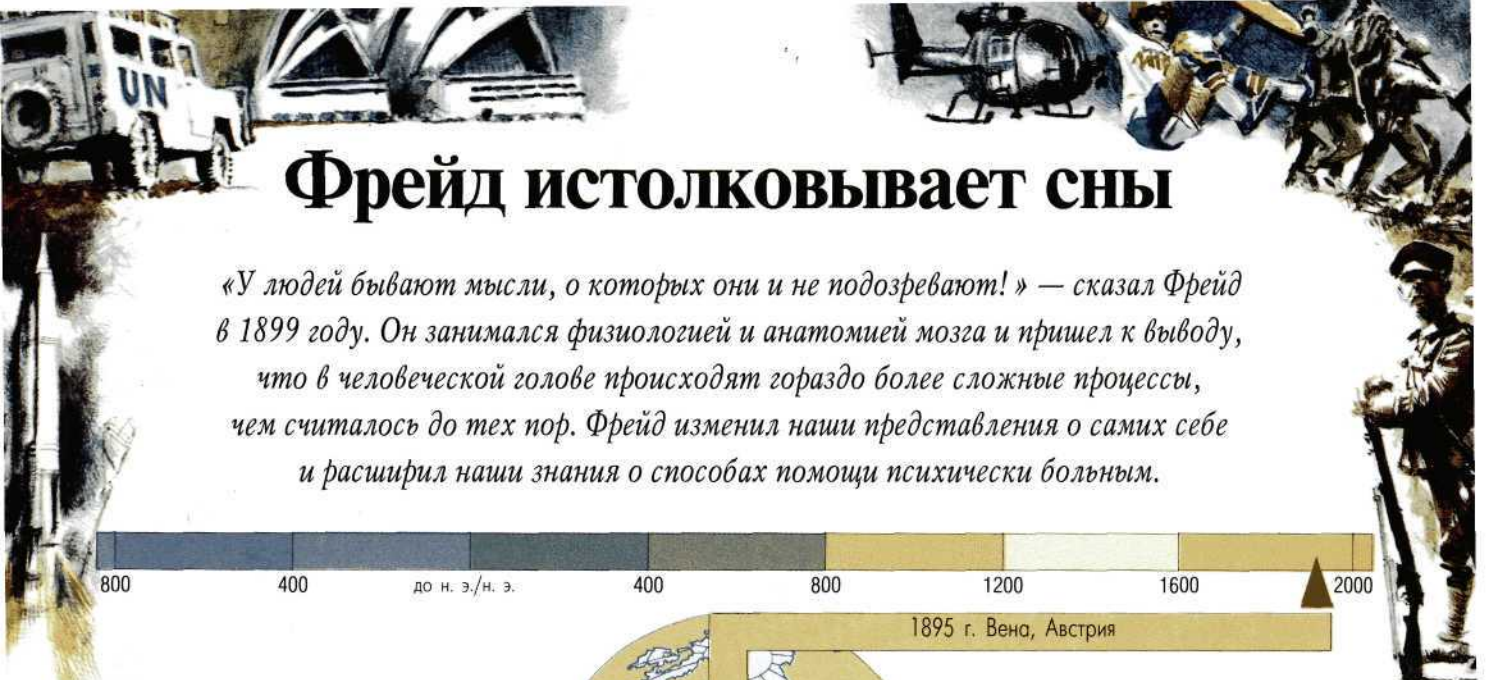 UN
Фрейд истолковывает сны
«У людей бывают мысли, о которых они и не подозревают! » — сказал Фрейд
в 1899 году. Он занимался физиологией и анатомией мозга и пришел к выводу,
что в человеческой голове происходят гораздо более сложные процессы,
чем считалось до тех пор. Фрейд изменил наши представления о самих себе
и расширил наши знания о способах помощи психически больным.
800 400 до н. э./н. э. 400 800 1200 1600 2000
1895 г. Вена, Австрия